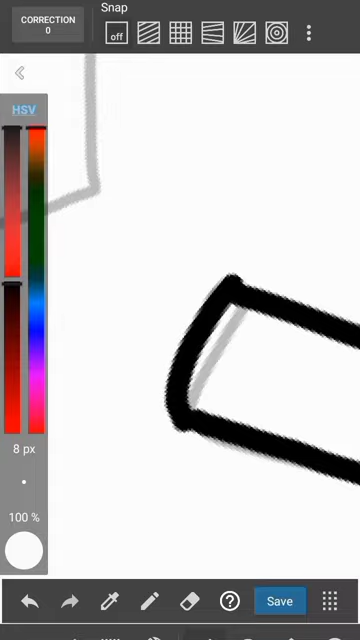 Snap
CORRECTION
0
off
HSV
8 px
100 %
Save